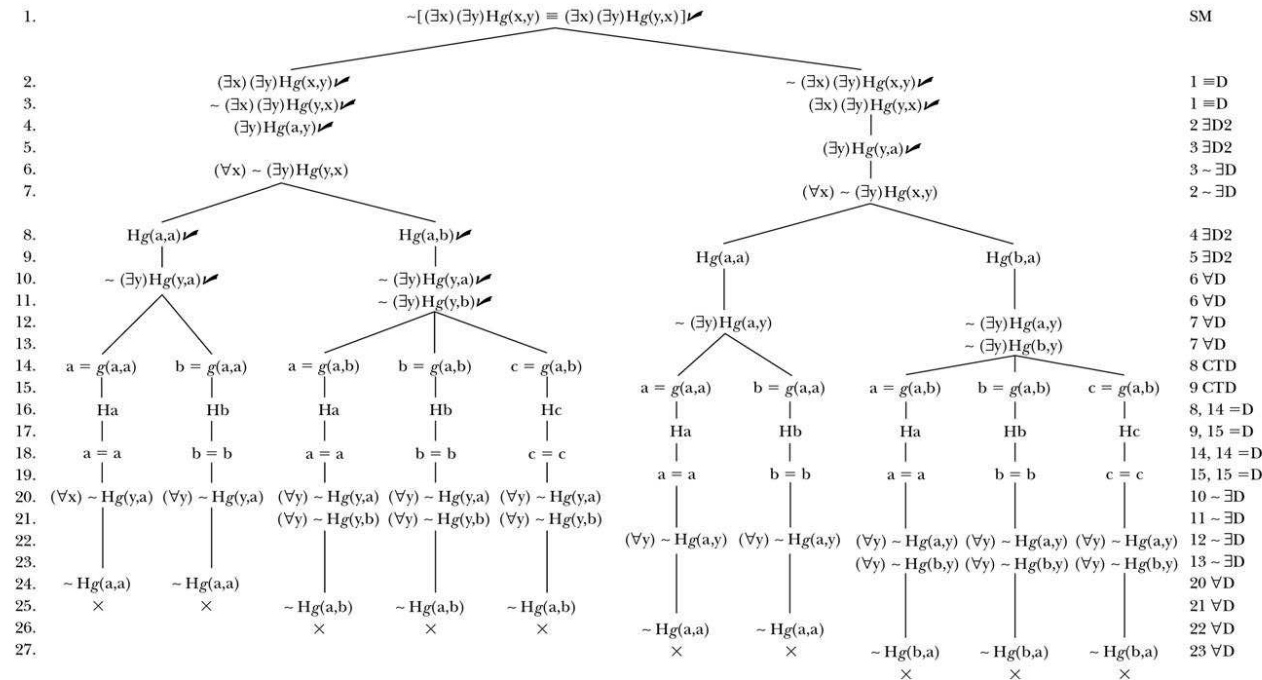 1. ~[(∃x)(∃y)Hg(x,y) ≡ (∃x)(∃y)Hg(y,x)]✔ SM
2. (∃x)(∃y)Hg(x,y)✔ ~(∃x)(∃y)Hg(x,y)✔ 1 ≡D
3. ~(∃x)(∃y)Hg(y,x)✔ (∃x)(∃y)Hg(y,x)✔ 1 ≡D
4. (∃y)Hg(a,y)✔ 2 ∃D2
5. (∃y)Hg(y,a)✔ 3 ∃D2
6. (∀x) ~ (∃y)Hg(y,x) 3 ~ ∃D
7. (∀x) ~ (∃y)Hg(x,y) 2 ~ ∃D
8. Hg(a,a)✔ Hg(a,b)✔ 4 ∃D2
9. Hg(a,a) Hg(b,a) 5 ∃D2
10. ~ (∃y)Hg(y,a)✔ ~ (∃y)Hg(y,a)✔ 6 ∀D
11. ~ (∃y)Hg(y,b)✔ 6 ∀D
12. ~ (∃y)Hg(a,y) ~ (∃y)Hg(a,y) 7 ∀D
13. ~ (∃y)Hg(b,y) 7 ∀D
14. a = g(a,a) b = g(a,a) a = g(a,b) b = g(a,b) c = g(a,b) 8 CTD
15. a = g(a,a) b = g(a,a) a = g(a,b) b = g(a,b) c = g(a,b) 9 CTD
16. Ha Hb Ha Hb Hc 8, 14 =D
17. Ha Hb Ha Hb Hc 9, 15 =D
18. a = a b = b a = a b = b c = c 14, 14 =D
19. a = a b = b a = a b = b c = c 15, 15 =D
20. (∀x) ~ Hg(y,a) (∀y) ~ Hg(y,a) (∀y) ~ Hg(y,a) (∀y) ~ Hg(y,a) (∀y) ~ Hg(y,a) 10 ~ ∃D
21. (∀y) ~ Hg(y,b) (∀y) ~ Hg(y,b) (∀y) ~ Hg(y,b) 11 ~ ∃D
22. (∀y) ~ Hg(a,y) (∀y) ~ Hg(a,y) (∀y) ~ Hg(a,y) (∀y) ~ Hg(a,y) (∀y) ~ Hg(a,y) 12 ~ ∃D
23. (∀y) ~ Hg(b,y) (∀y) ~ Hg(b,y) (∀y) ~ Hg(b,y) 13 ~ ∃D
24. ~ Hg(a,a) ~ Hg(a,a) 20 ∀D
25. × × ~ Hg(a,b) ~ Hg(a,b) ~ Hg(a,b) 21 ∀D
26. × × × ~ Hg(a,a) ~ Hg(a,a) 22 ∀D
27. × × ~ Hg(b,a) ~ Hg(b,a) ~ Hg(b,a) 23 ∀D
× × ×